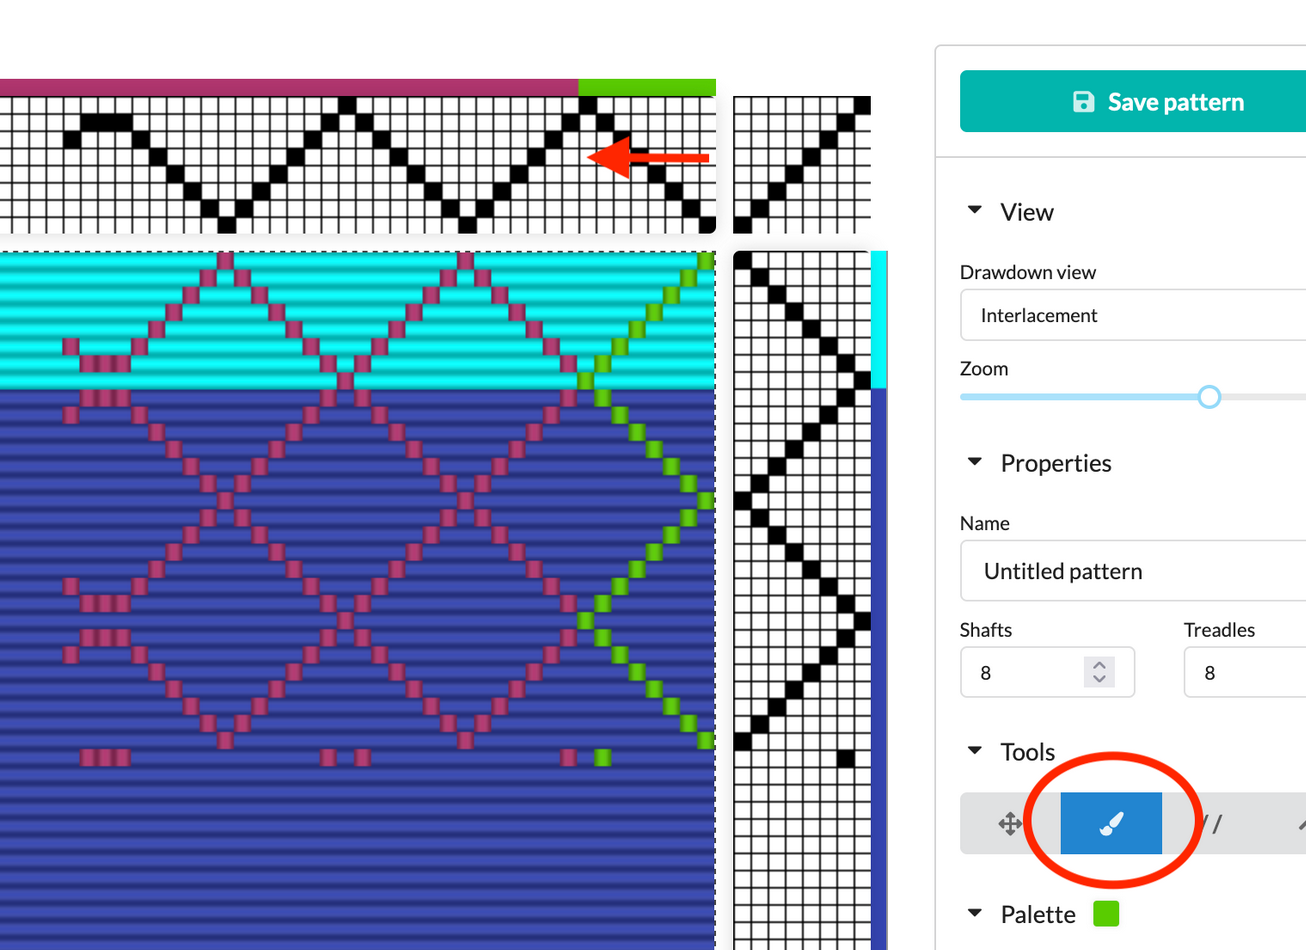 Save pattern
View
Drawdown view
Interlacement
Zoom
Properties
Name
Untitled pattern
Shafts
Treadles
8
8
Tools
Palette